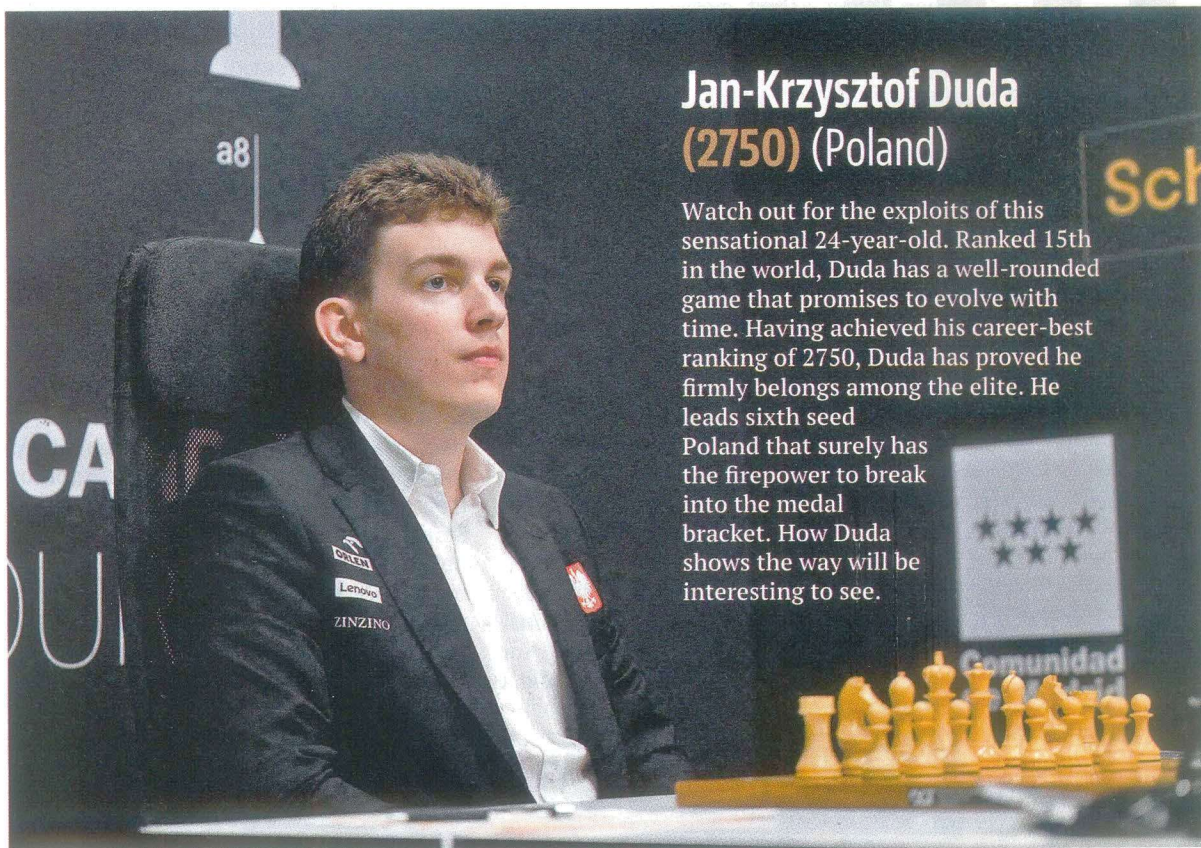 a8
Jan-Krzysztof Duda
(2750) (Poland)
Sch
Watch out for the exploits of this
sensational 24-year-old. Ranked 15th
in the world, Duda has a well-rounded
game that promises to evolve with
time. Having achieved his career-best
ranking of 2750, Duda has proved he
firmly belongs among the elite. He
leads sixth seed
Poland that surely has
the firepower to break
into the medal
bracket. How Duda
shows the way will be
interesting to see.
CA
ORLEN
Lenovo
ZINZINO
Comunidad